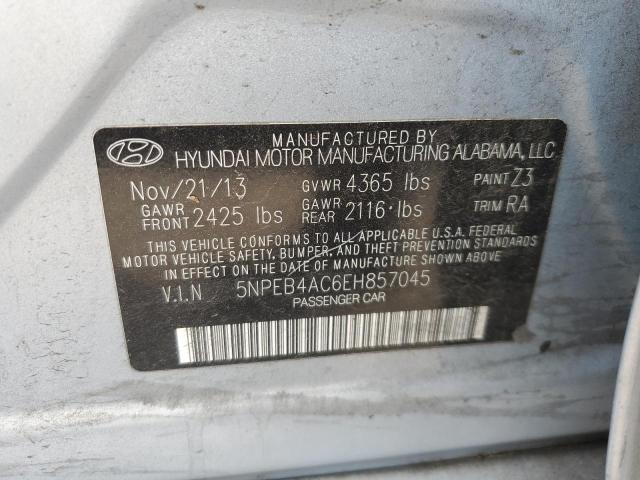 MANUFACTURED BY
HYUNDAI MOTOR MANUFACTURING ALABAMA, LLC
Nov/21/13 GVWR 4365 lbs PAINT Z3
GAWR FRONT 2425 lbs GAWR REAR 2116 lbs TRIM RA
THIS VEHICLE CONFORMS TO ALL APPLICABLE U.S.A. FEDERAL
MOTOR VEHICLE SAFETY, BUMPER, AND THEFT PREVENTION STANDARDS
IN EFFECT ON THE DATE OF MANUFACTURE SHOWN ABOVE.
V.I.N 5NPEB4AC6EH857045
PASSENGER CAR